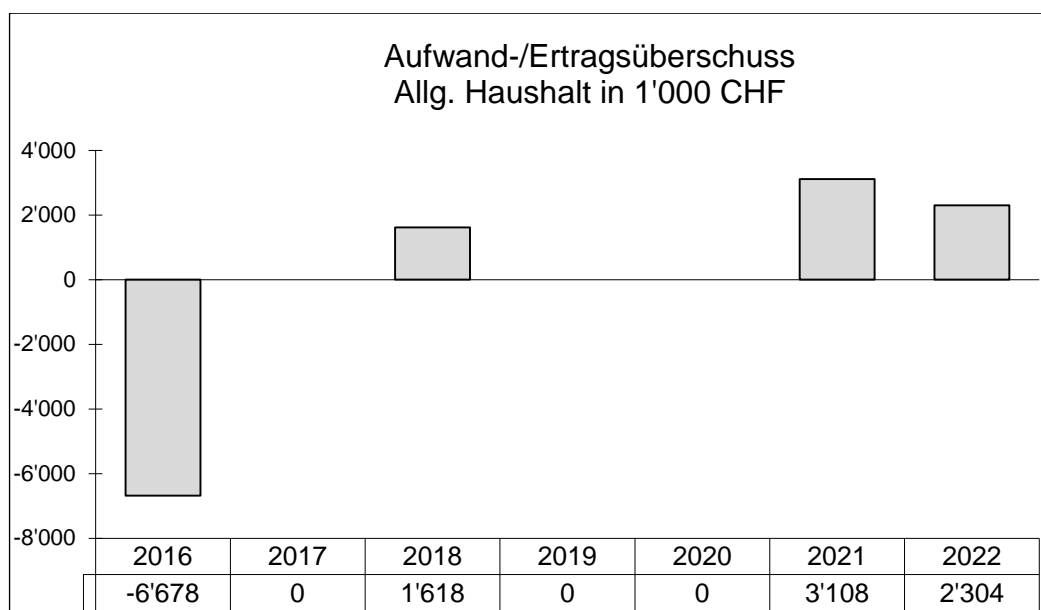 Aufwand-/Ertragsüberschuss
Allg. Haushalt in 1'000 CHF
4'000
2'000
0
-2'000
-4'000
-6'000
-8'000
2016 2017 2018 2019 2020 2021 2022
-6'678 0 1'618 0 0 3'108 2'304